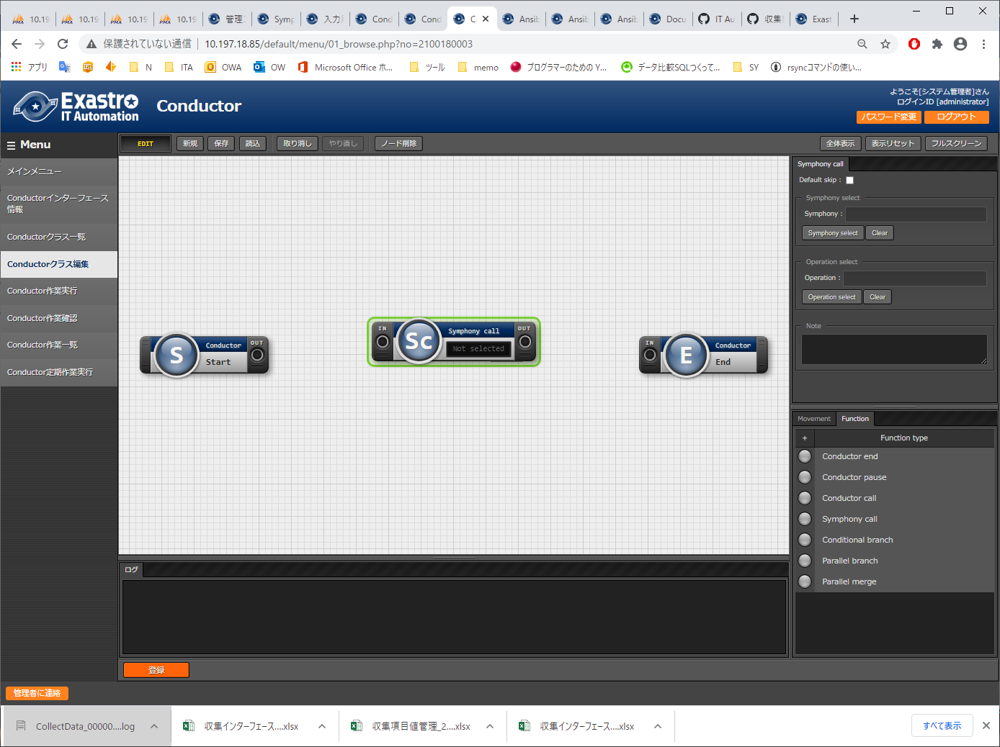 10.19
10.19
10.19
10.19
管理コ
Symp
入力用
Cond
Cond
C
Ansib
Ansib
Ansib
Docu
IT Au
収集
Exast
保護されていない通信
10.197.18.85/default/menu/01_browse.php?no=2100180003
アプリ
N
ITA
OWA
OW
Microsoft Office ホ...
ツール
memo
プログラマーのための Y...
データ比較SQLつくって...
SY
rsyncコマンドの使い...
Exastro
IT Automation
Conductor
ようこそ[システム管理者]さん
ログインID [administrator]
パスワード変更
ログアウト
Menu
メインメニュー
Conductorインターフェース
情報
Conductorクラス一覧
Conductorクラス編集
Conductor作業実行
Conductor作業確認
Conductor作業一覧
Conductor定期作業実行
EDIT
新規
保存
読込
取り消し
やり直し
ノード削除
全体表示
表示リセット
フルスクリーン
S
Conductor
Start
OUT
IN
Sc
Symphony call
Not selected
OUT
IN
E
Conductor
End
Symphony call
Default skip :
Symphony select
Symphony :
Symphony select
Clear
Operation select
Operation :
Operation select
Clear
Note
Movement
Function
+
Function type
Conductor end
Conductor pause
Conductor call
Symphony call
Conditional branch
Parallel branch
Parallel merge
ログ
登録
管理者に連絡
CollectData_00000....log
収集インターフェース....xlsx
収集項目値管理_2....xlsx
収集インターフェース....xlsx
すべて表示